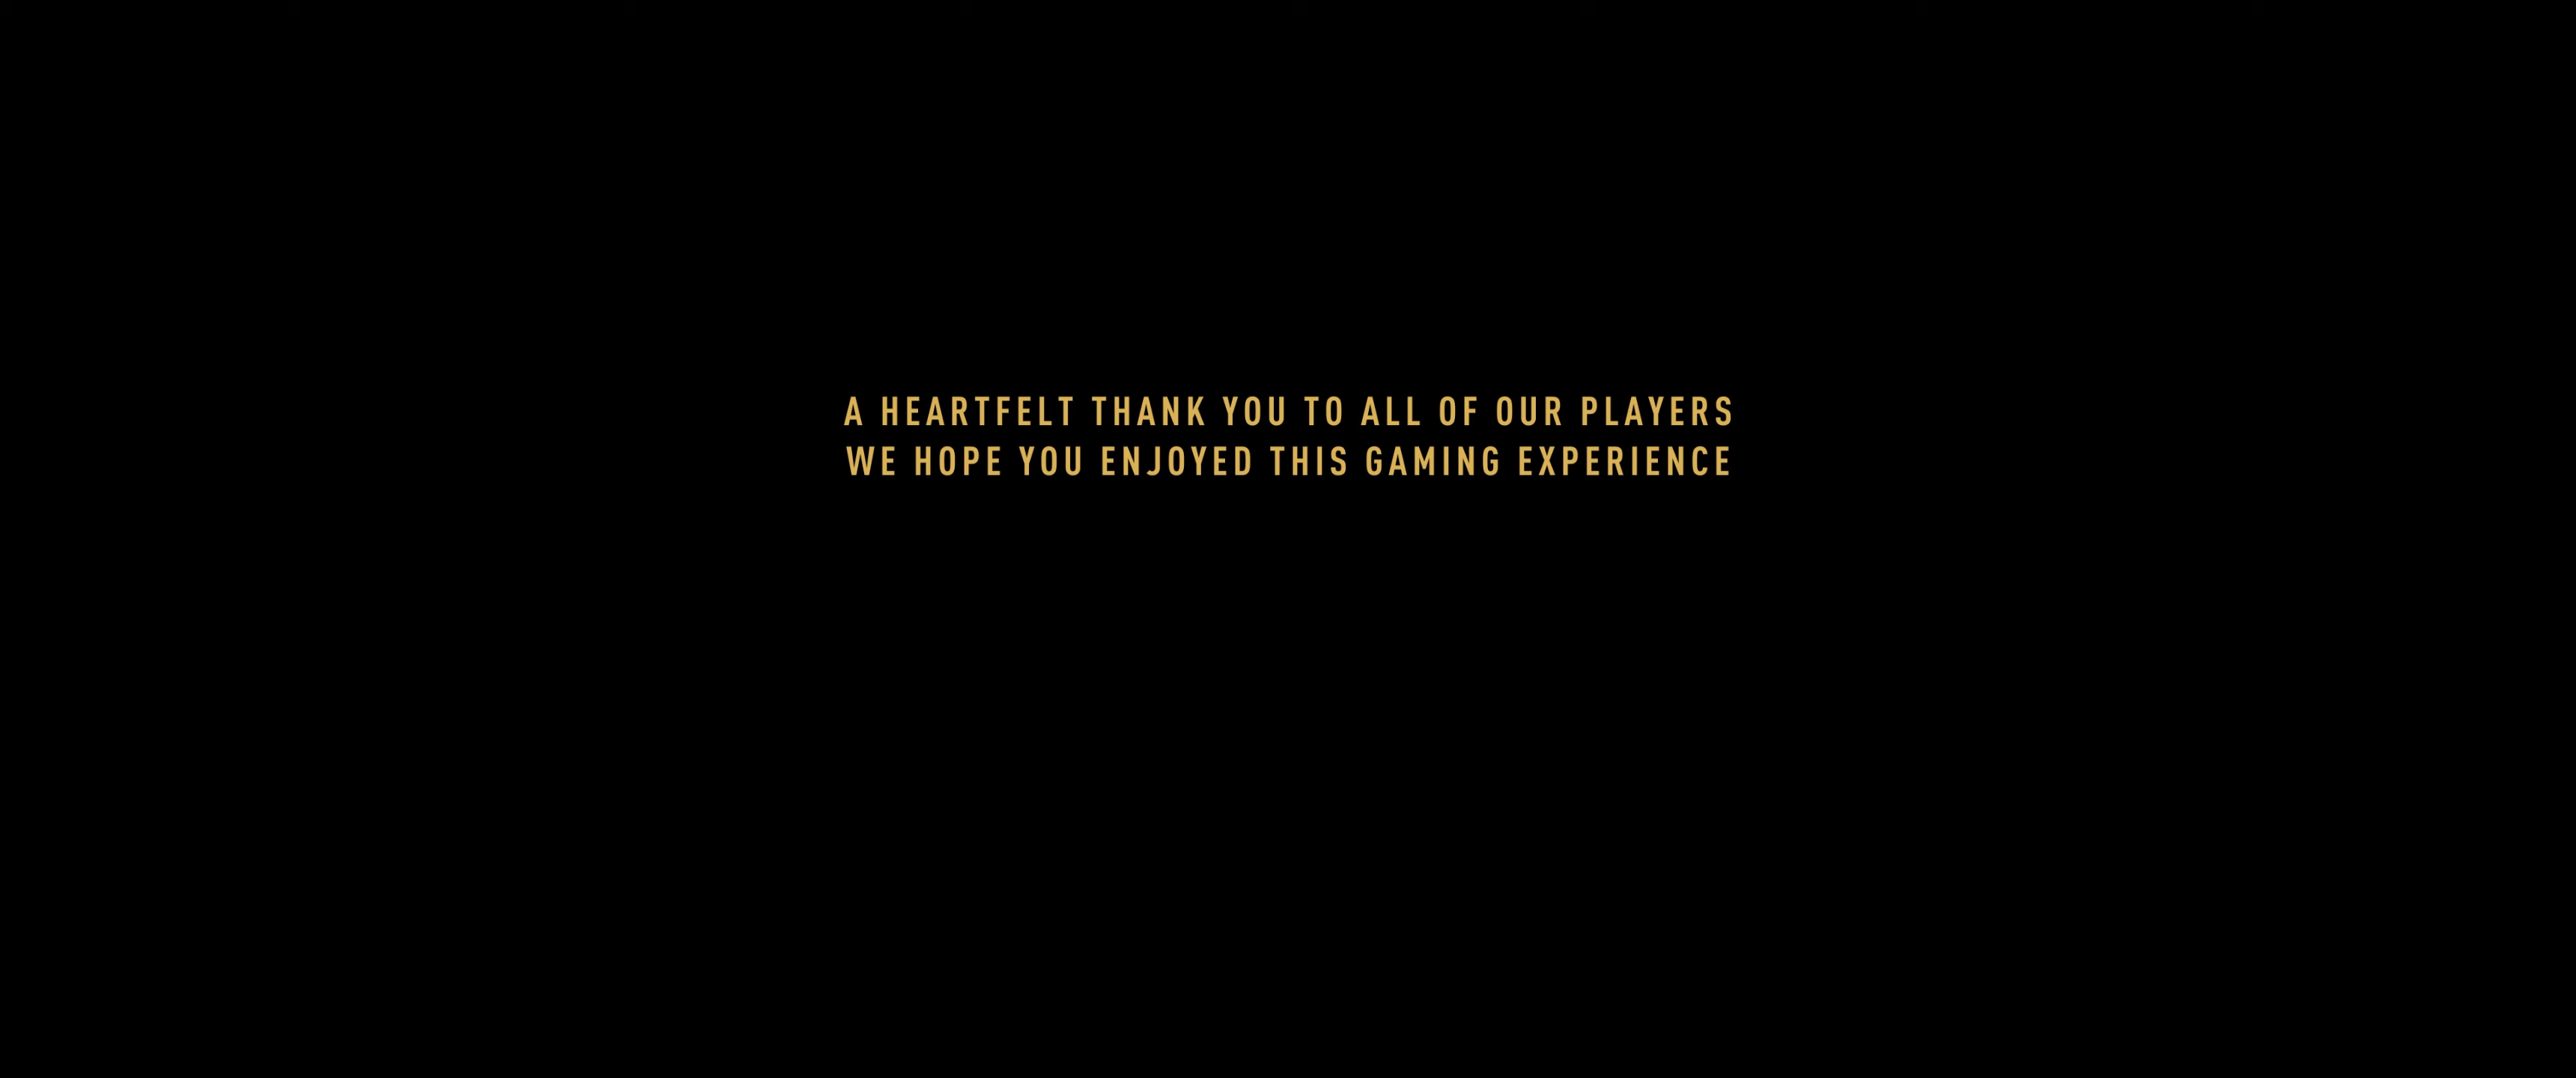 A HEARTFELT THANK YOU TO ALL OF OUR PLAYERS
WE HOPE YOU ENJOYED THIS GAMING EXPERIENCE